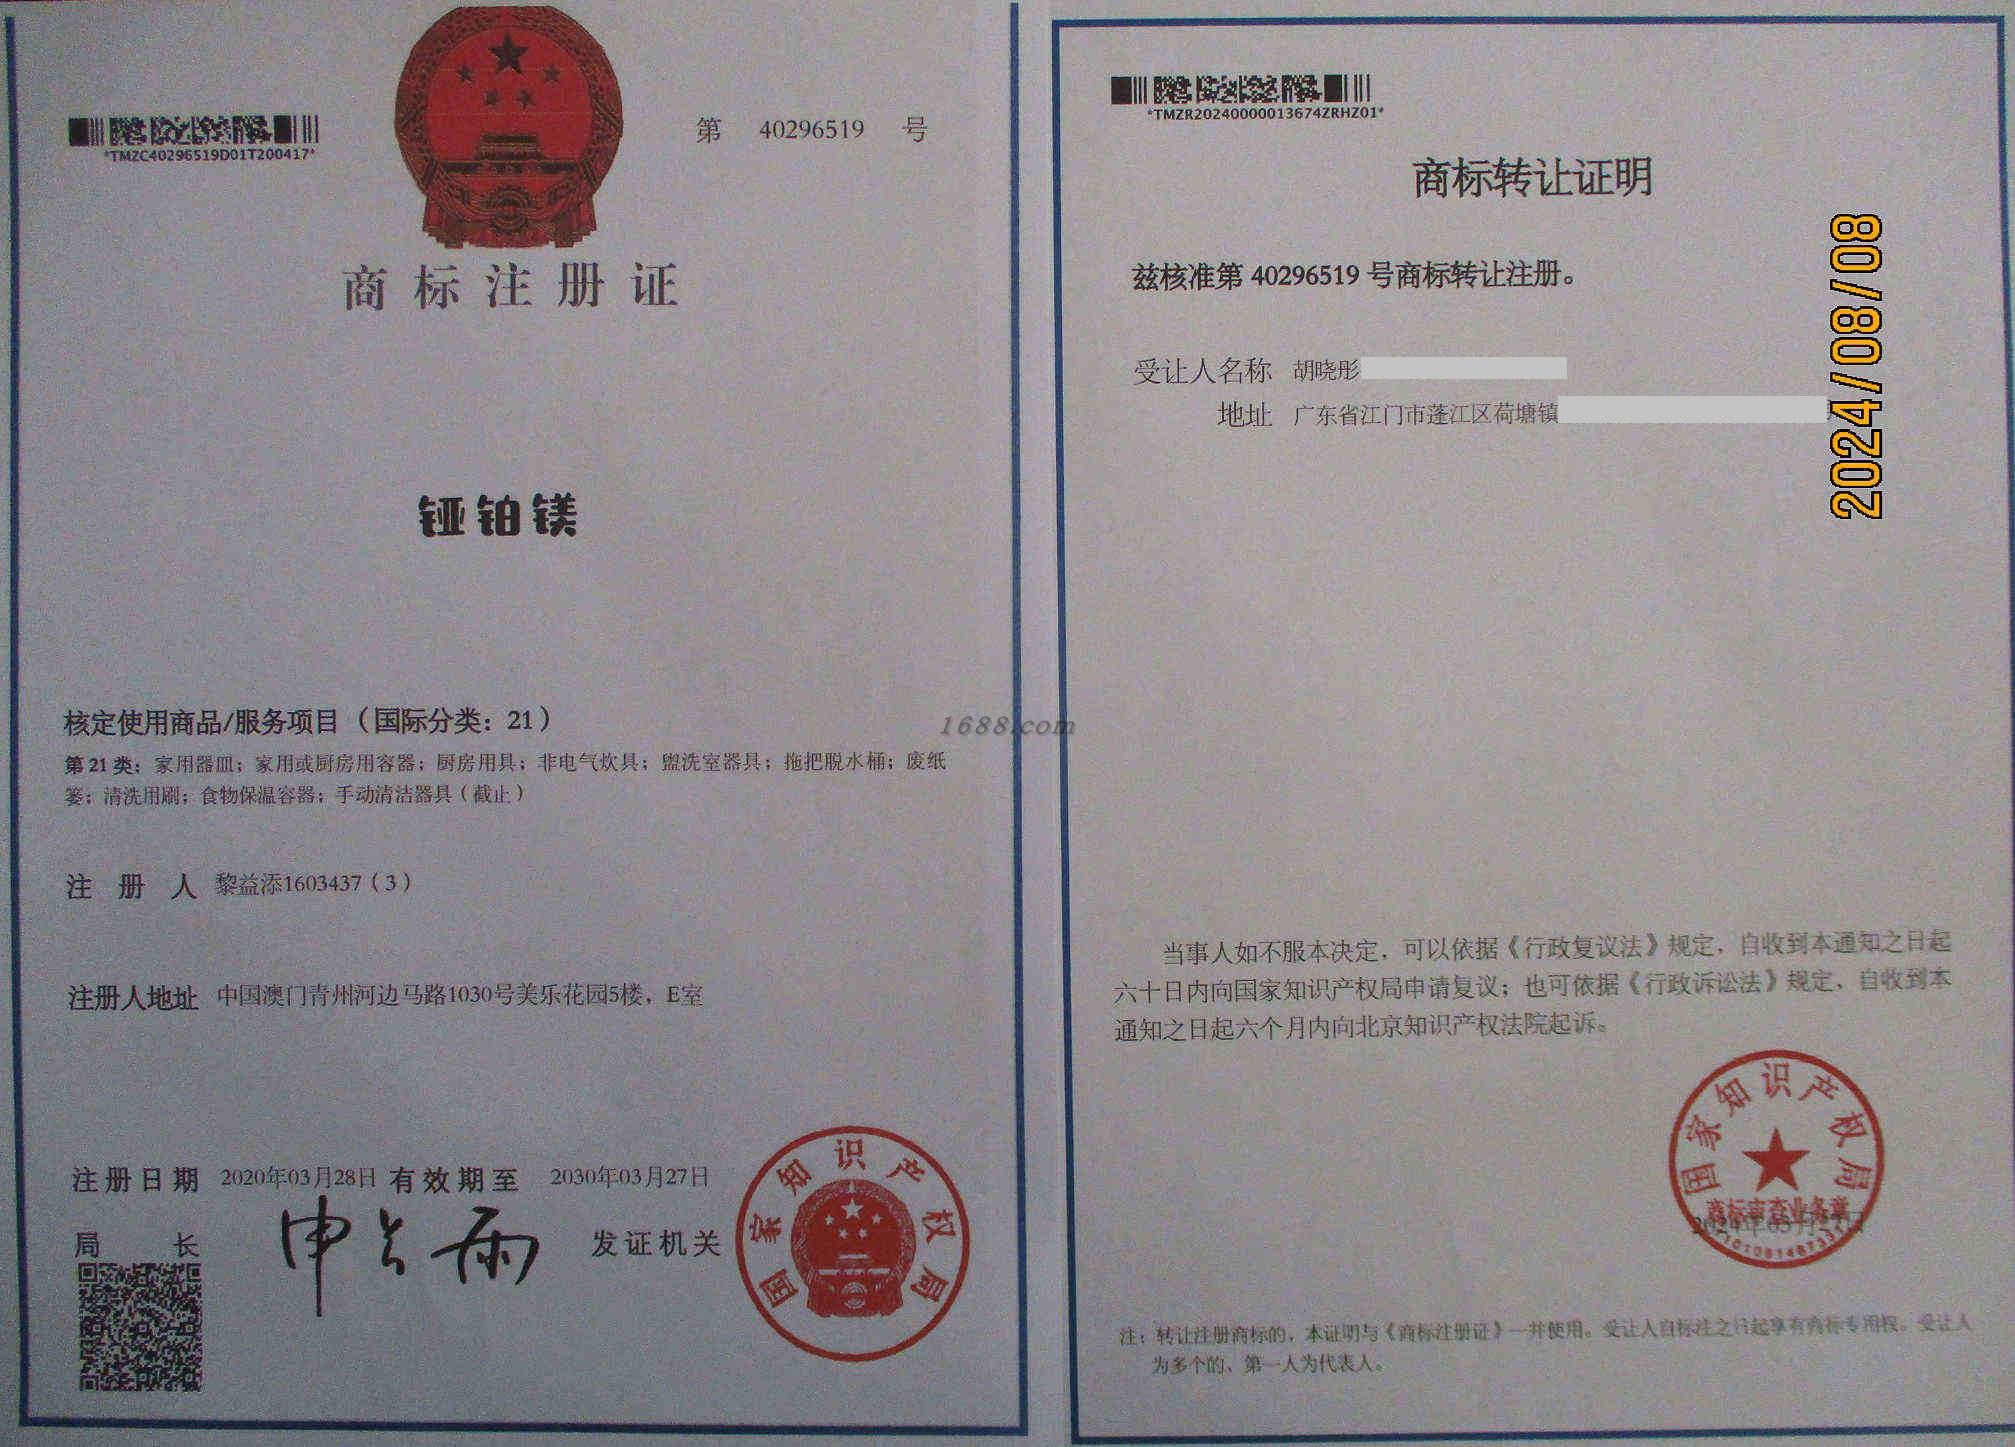 *TMZC40296519D01T200417*
第 40296519 号
商标注册证
铔铂镁
核定使用商品/服务项目（国际分类：21）
第 21 类：家用器皿；家用或厨房用容器；厨房用具；非电气炊具；盥洗室器具；拖把脱水桶；废纸
篓；清洗用刷；食物保温容器；手动清洁器具（截止）
注册人 黎益添1603437（3）
注册人地址 中国澳门青州河边马路1030号美乐花园5楼，E室
注册日期 2020年03月28日 有效期至 2030年03月27日
局长 申长雨 发证机关
国家知识产权局
1688.com
*TMZR20240000013674ZRHZ01*
商标转让证明
兹核准第 40296519 号商标转让注册。
受让人名称 胡晓彤
地址 广东省江门市蓬江区荷塘镇
2024/08/08
当事人如不服本决定，可以依据《行政复议法》规定，自收到本通知之日起
六十日内向国家知识产权局申请复议；也可依据《行政诉讼法》规定，自收到本
通知之日起六个月内向北京知识产权法院起诉。
国家知识产权局
商标审查业务章
注：转让注册商标的，本证明与《商标注册证》一并使用。受让人自标注之日起享有商标专用权。受让人
为多个的、第一人为代表人。